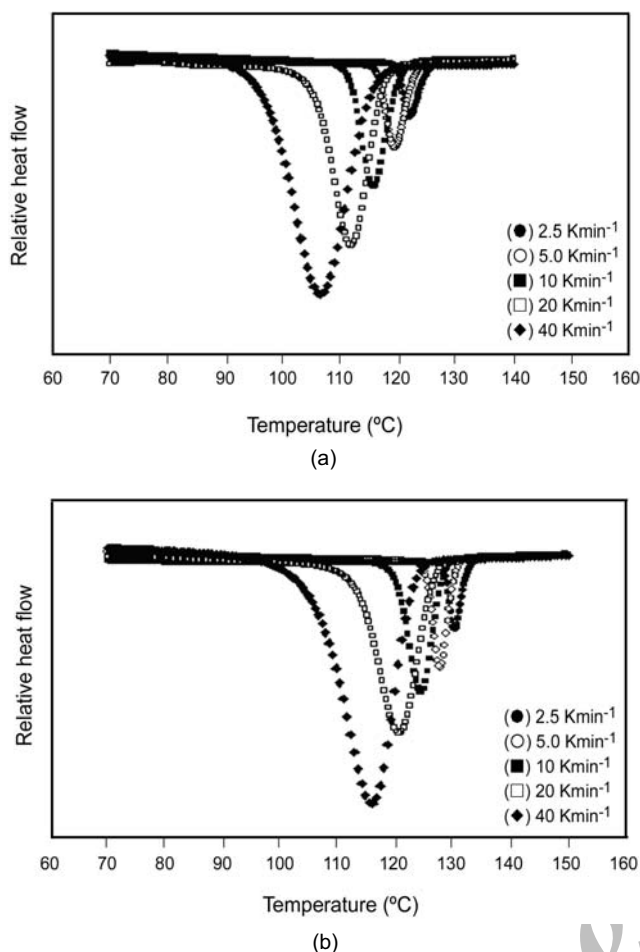 Relative heat flow
(●) 2.5 Kmin-1
(○) 5.0 Kmin-1
(■) 10 Kmin-1
(□) 20 Kmin-1
(◆) 40 Kmin-1
60 70 80 90 100 110 120 130 140 150 160
Temperature (ºC)
(a)
Relative heat flow
(●) 2.5 Kmin-1
(○) 5.0 Kmin-1
(■) 10 Kmin-1
(□) 20 Kmin-1
(◆) 40 Kmin-1
60 70 80 90 100 110 120 130 140 150 160
Temperature (ºC)
(b)